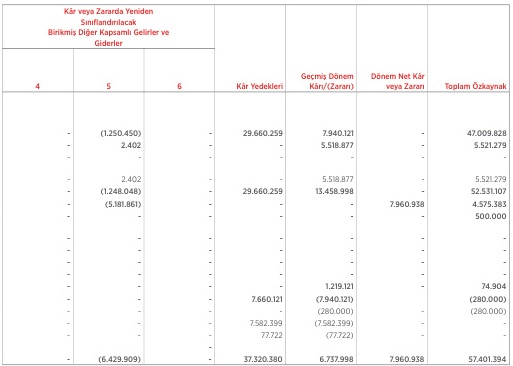 Kâr veya Zararda Yeniden
Sınıflandırılacak
Birikmiş Diğer Kapsamlı Gelirler ve
Giderler
4 5 6 Kâr Yedekleri Geçmiş Dönem Kârı/(Zararı) Dönem Net Kâr veya Zararı Toplam Özkaynak
- (1.250.450) - 29.660.259 7.940.121 - 47.009.828
- 2.402 - - 5.518.877 - 5.521.279
- - - - - - -
- 2.402 - - 5.518.877 - 5.521.279
- (1.248.048) - 29.660.259 13.458.998 - 52.531.107
- (5.181.861) - - - 7.960.938 4.575.383
- - - - - - 500.000
- - - - - - -
- - - - - - -
- - - - - - -
- - - - - - -
- - - - 1.219.121 - 74.904
- - - 7.660.121 (7.940.121) - (280.000)
- - - - (280.000) - (280.000)
- - - 7.582.399 (7.582.399) - -
- - - 77.722 (77.722) - -
-
- (6.429.909) - 37.320.380 6.737.998 7.960.938 57.401.394